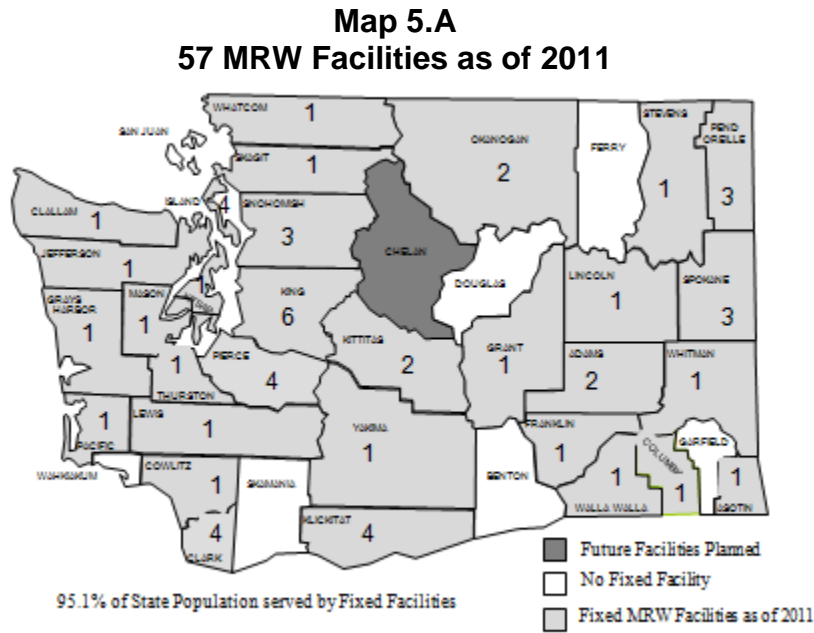 Map 5.A
57 MRW Facilities as of 2011
WHATCOM 1
SAN JUAN
SKAGIT 1
OKANOGAN 2
FERRY
STEVENS 1
PEND OREILLE 3
ISLAND 4
SNOHOMISH 3
CLALLAM 1
CHELAN
JEFFERSON 1
DOUGLAS
LINCOLN 1
SPOKANE 3
GRAYS HARBOR 1
MASON 1
1
KING 6
KITTITAS 2
GRANT 1
ADAMS 2
WHITMAN 1
PIERCE 4
1 THURSTON
1 PACIFIC
LEWIS 1
YAKIMA 1
FRANKLIN 1
COLUMBI 1
GARFIELD
WAHKIAKUM
COWLITZ 1
SKAMANIA
BENTON
1 WALLA WALLA
1 ASOTIN
4 CLARK
KLICKITAT 4
Future Facilities Planned
No Fixed Facility
Fixed MRW Facilities as of 2011
95.1% of State Population served by Fixed Facilities